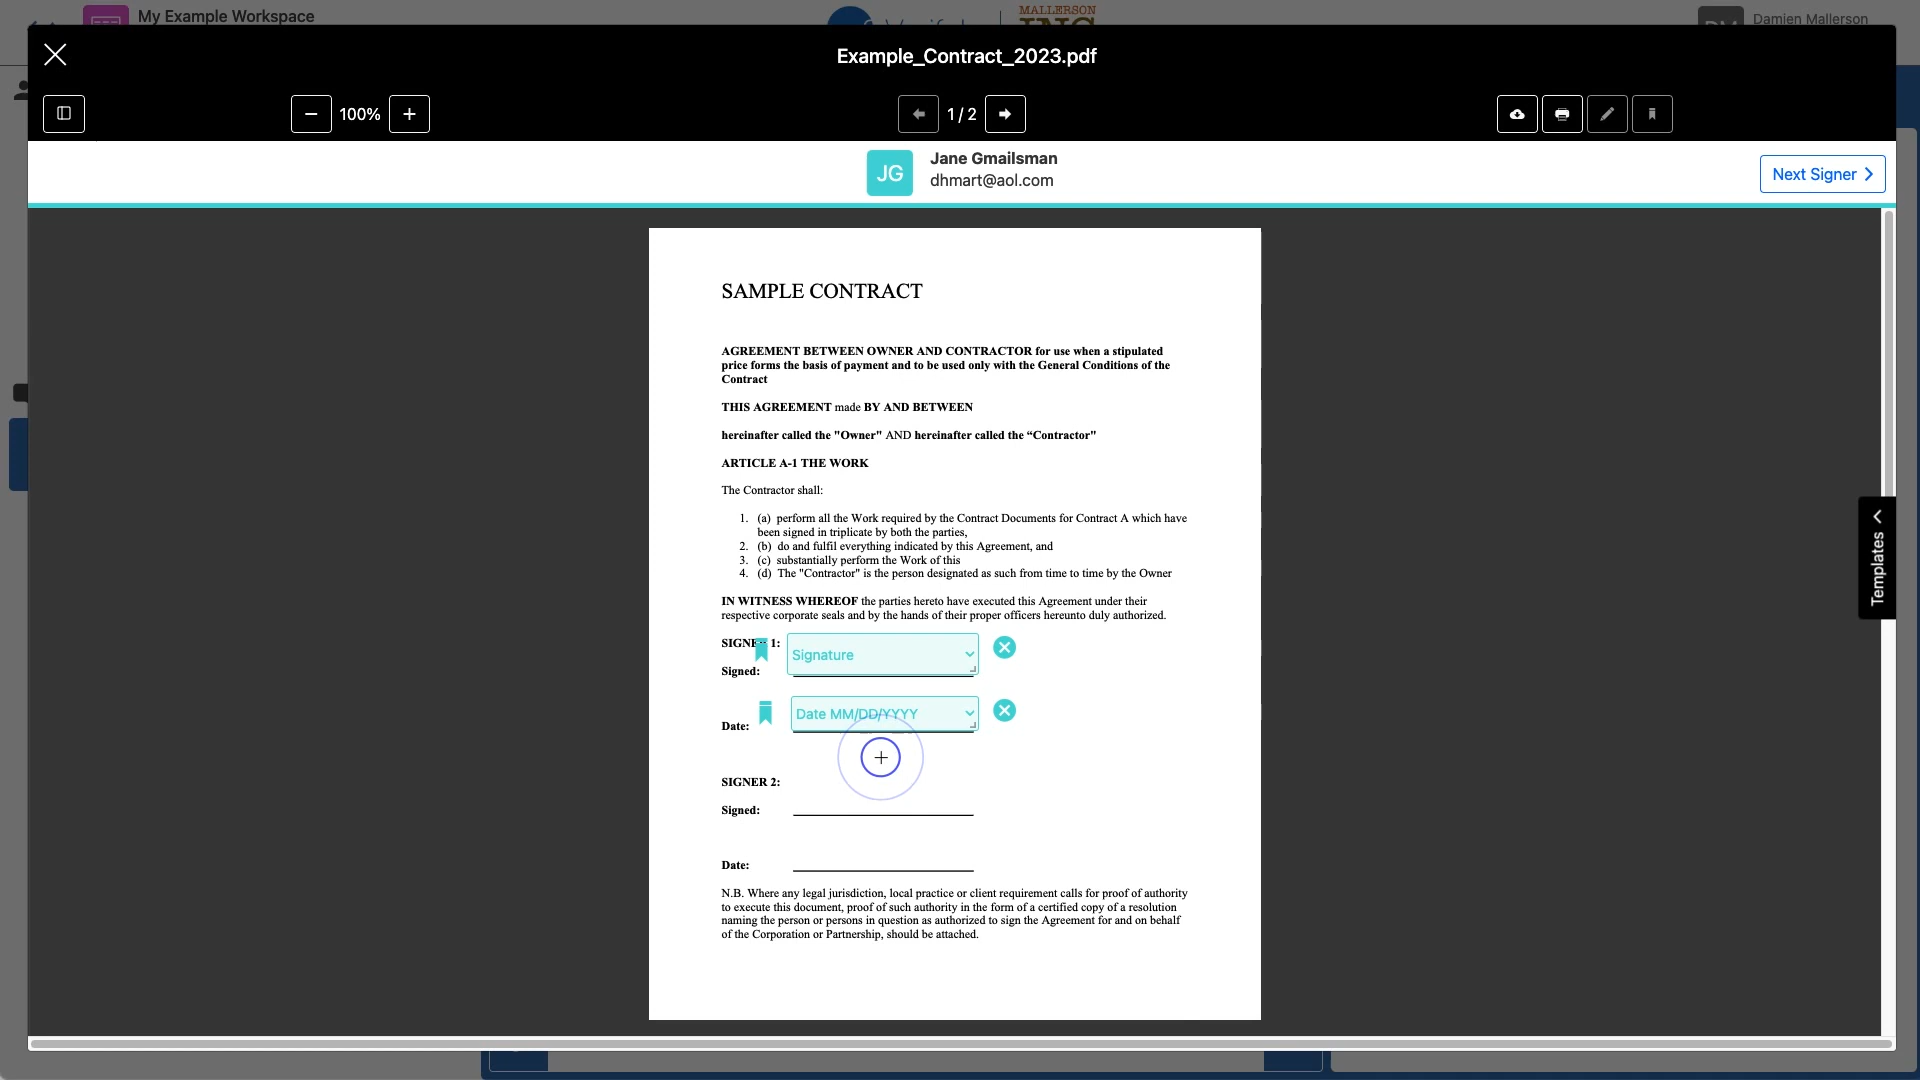 My Example Workspace
MALLERSON
Damien Mallerson
Example_Contract_2023.pdf
100%
1 / 2
JG
Jane Gmailsman
dhmart@aol.com
Next Signer
SAMPLE CONTRACT
AGREEMENT BETWEEN OWNER AND CONTRACTOR for use when a stipulated
price forms the basis of payment and to be used only with the General Conditions of the
Contract
THIS AGREEMENT made BY AND BETWEEN
hereinafter called the "Owner" AND hereinafter called the “Contractor"
ARTICLE A-1 THE WORK
The Contractor shall:
1. (a) perform all the Work required by the Contract Documents for Contract A which have
been signed in triplicate by both the parties,
2. (b) do and fulfil everything indicated by this Agreement, and
3. (c) substantially perform the Work of this
4. (d) The "Contractor" is the person designated as such from time to time by the Owner
IN WITNESS WHEREOF the parties hereto have executed this Agreement under their
respective corporate seals and by the hands of their proper officers hereunto duly authorized.
SIGNER 1:
Signature
Signed:
Date MM/DD/YYYY
Date:
SIGNER 2:
Signed:
Date:
N.B. Where any legal jurisdiction, local practice or client requirement calls for proof of authority
to execute this document, proof of such authority in the form of a certified copy of a resolution
naming the person or persons in question as authorized to sign the Agreement for and on behalf
of the Corporation or Partnership, should be attached.
Templates